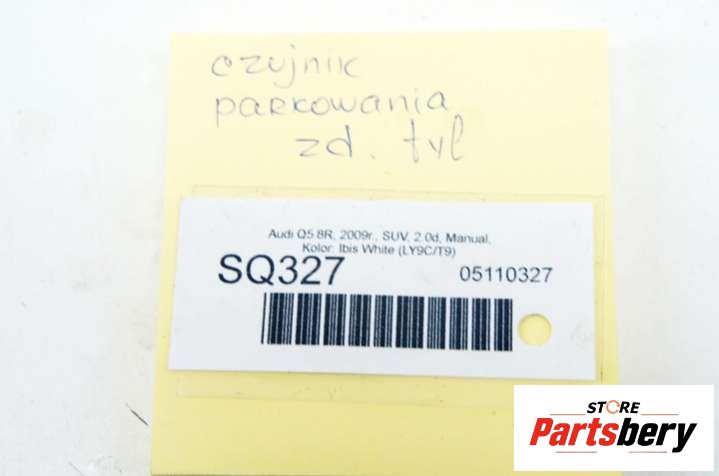 czujnik
parkowania
zd. tył
Audi Q5 8R, 2009r., SUV, 2.0d, Manual,
Kolor: Ibis White (LY9C/T9)
SQ327 05110327
STORE
Partsbery